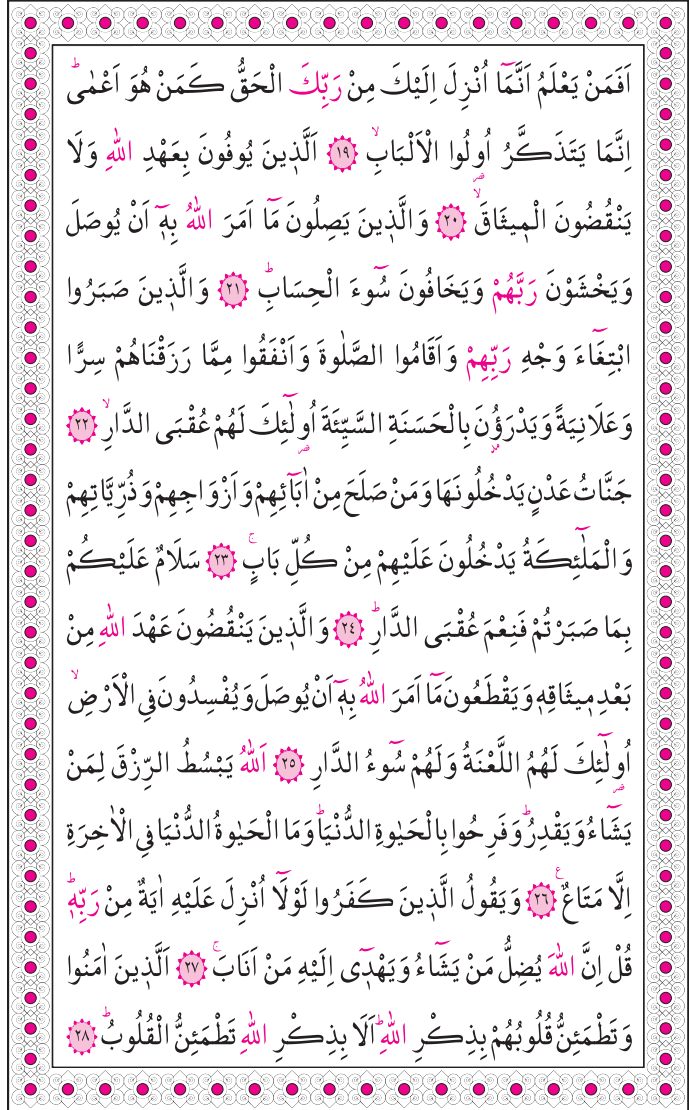 اَفَمَنْ يَعْلَمُ اَنَّمَٓا اُنْزِلَ اِلَيْكَ مِنْ رَبِّكَ الْحَقُّ كَمَنْ هُوَ اَعْمٰىۜ
اِنَّمَا يَتَذَكَّرُ اُو۬لُوا الْاَلْبَابِۙ ﴿١٩﴾ اَلَّذ۪ينَ يُوفُونَ بِعَهْدِ اللّٰهِ وَلَا
يَنْقُضُونَ الْم۪يثَاقَۙ ﴿٢٠﴾ وَالَّذ۪ينَ يَصِلُونَ مَٓا اَمَرَ اللّٰهُ بِه۪ٓ اَنْ يُوصَلَ
وَيَخْشَوْنَ رَبَّهُمْ وَيَخَافُونَ سُٓوءَ الْحِسَابِۜ ﴿٢١﴾ وَالَّذ۪ينَ صَبَرُوا
ابْتِغَٓاءَ وَجْهِ رَبِّهِمْ وَاَقَامُوا الصَّلٰوةَ وَاَنْفَقُوا مِمَّا رَزَقْنَاهُمْ سِرًّا
وَعَلَانِيَةً وَيَدْرَؤُ۫نَ بِالْحَسَنَةِ السَّيِّئَةَ اُو۬لٰٓئِكَ لَهُمْ عُقْبَى الدَّارِۙ ﴿٢٢﴾
جَنَّاتُ عَدْنٍ يَدْخُلُونَهَا وَمَنْ صَلَحَ مِنْ اٰبَٓائِهِمْ وَاَزْوَاجِهِمْ وَذُرِّيَّاتِهِمْ
وَالْمَلٰٓئِكَةُ يَدْخُلُونَ عَلَيْهِمْ مِنْ كُلِّ بَابٍۚ ﴿٢٣﴾ سَلَامٌ عَلَيْكُمْ
بِمَا صَبَرْتُمْ فَنِعْمَ عُقْبَى الدَّارِۜ ﴿٢٤﴾ وَالَّذ۪ينَ يَنْقُضُونَ عَهْدَ اللّٰهِ مِنْ
بَعْدِ م۪يثَاقِه۪ وَيَقْطَعُونَ مَٓا اَمَرَ اللّٰهُ بِه۪ٓ اَنْ يُوصَلَ وَيُفْسِدُونَ فِي الْاَرْضِۙ
اُو۬لٰٓئِكَ لَهُمُ اللَّعْنَةُ وَلَهُمْ سُٓوءُ الدَّارِ ﴿٢٥﴾ اَللّٰهُ يَبْسُطُ الرِّزْقَ لِمَنْ
يَشَٓاءُ وَيَقْدِرُۜ وَفَرِحُوا بِالْحَيٰوةِ الدُّنْيَاۜ وَمَا الْحَيٰوةُ الدُّنْيَا فِي الْاٰخِرَةِ
اِلَّا مَتَاعٌ۟ ﴿٢٦﴾ وَيَقُولُ الَّذ۪ينَ كَفَرُوا لَوْلَٓا اُنْزِلَ عَلَيْهِ اٰيَةٌ مِنْ رَبِّه۪ۜ
قُلْ اِنَّ اللّٰهَ يُضِلُّ مَنْ يَشَٓاءُ وَيَهْد۪ٓي اِلَيْهِ مَنْ اَنَابَۚ ﴿٢٧﴾ اَلَّذ۪ينَ اٰمَنُوا
وَتَطْمَئِنُّ قُلُوبُهُمْ بِذِكْرِ اللّٰهِۜ اَلَا بِذِكْرِ اللّٰهِ تَطْمَئِنُّ الْقُلُوبُۜ ﴿٢٨﴾